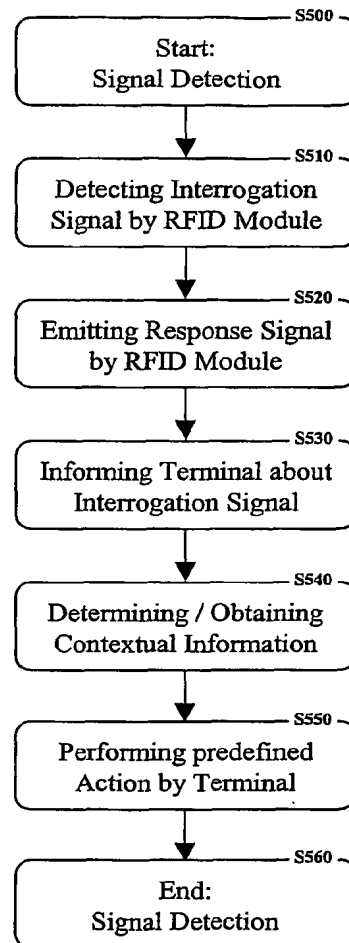 S500
Start:
Signal Detection
S510
Detecting Interrogation
Signal by RFID Module
S520
Emitting Response Signal
by RFID Module
S530
Informing Terminal about
Interrogation Signal
S540
Determining / Obtaining
Contextual Information
S550
Performing predefined
Action by Terminal
S560
End:
Signal Detection